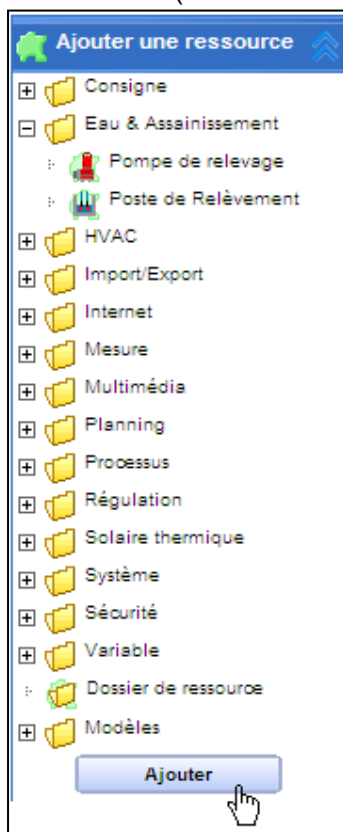 Ajouter une ressource
Consigne
Eau & Assainissement
Pompe de relevage
Poste de Relèvement
HVAC
Import/Export
Internet
Mesure
Multimédia
Planning
Processus
Régulation
Solaire thermique
Système
Sécurité
Variable
Dossier de ressource
Modèles
Ajouter